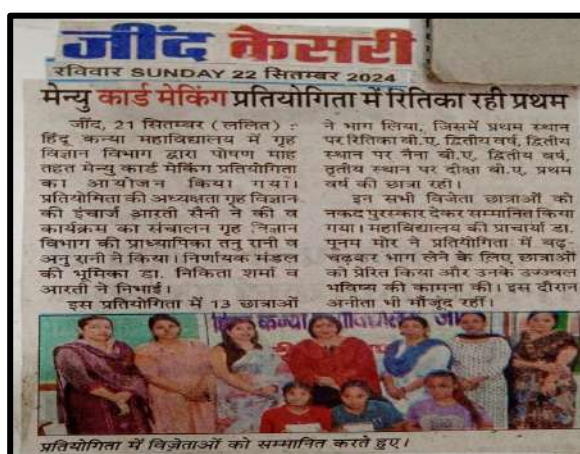 जींद केसरी
रविवार SUNDAY 22 सितम्बर 2024
मेन्यु कार्ड मेकिंग प्रतियोगिता में रितिका रही प्रथम
जींद, 21 सितम्बर (ललित) :
हिंदू कन्या महाविद्यालय में गृह
विज्ञान विभाग द्वारा पोषण माह
तहत मेन्यु कार्ड मेकिंग प्रतियोगिता
का आयोजन किया गया।
प्रतियोगिता की अध्यक्षता गृह विज्ञान
की इंचार्ज आरती सैनी ने की व
कार्यक्रम का संचालन गृह विज्ञान
विभाग की प्राध्यापिका तनु रानी व
अनु रानी ने किया। निर्णायक मंडल
की भूमिका डा. निकिता शर्मा व
आरती ने निभाई।
इस प्रतियोगिता में 13 छात्राओं
ने भाग लिया, जिसमें प्रथम स्थान
पर रितिका बी.ए. द्वितीय वर्ष, द्वितीय
स्थान पर नैना बी.ए. द्वितीय वर्ष,
तृतीय स्थान पर दीक्षा बी.ए. प्रथम
वर्ष की छात्रा रही।
इन सभी विजेता छात्राओं को
नकद पुरस्कार देकर सम्मानित किया
गया। महाविद्यालय की प्राचार्या डा.
पूनम मोर ने प्रतियोगिता में बढ़-
चढ़कर भाग लेने के लिए छात्राओं
को प्रेरित किया और उनके उज्ज्वल
भविष्य की कामना की। इस दौरान
अनीता भी मौजूद रहीं।
कन्या
प्रतियोगिता में विजेताओं को सम्मानित करते हुए।